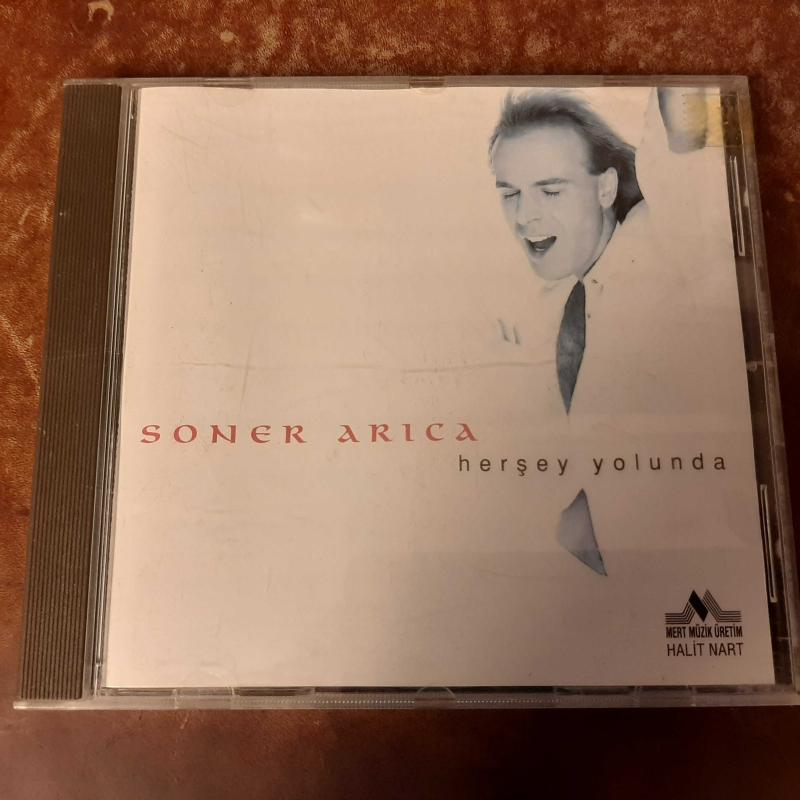 SONER ARICA
herşey yolunda
MERT MÜZİK ÜRETİM
HALİT NART